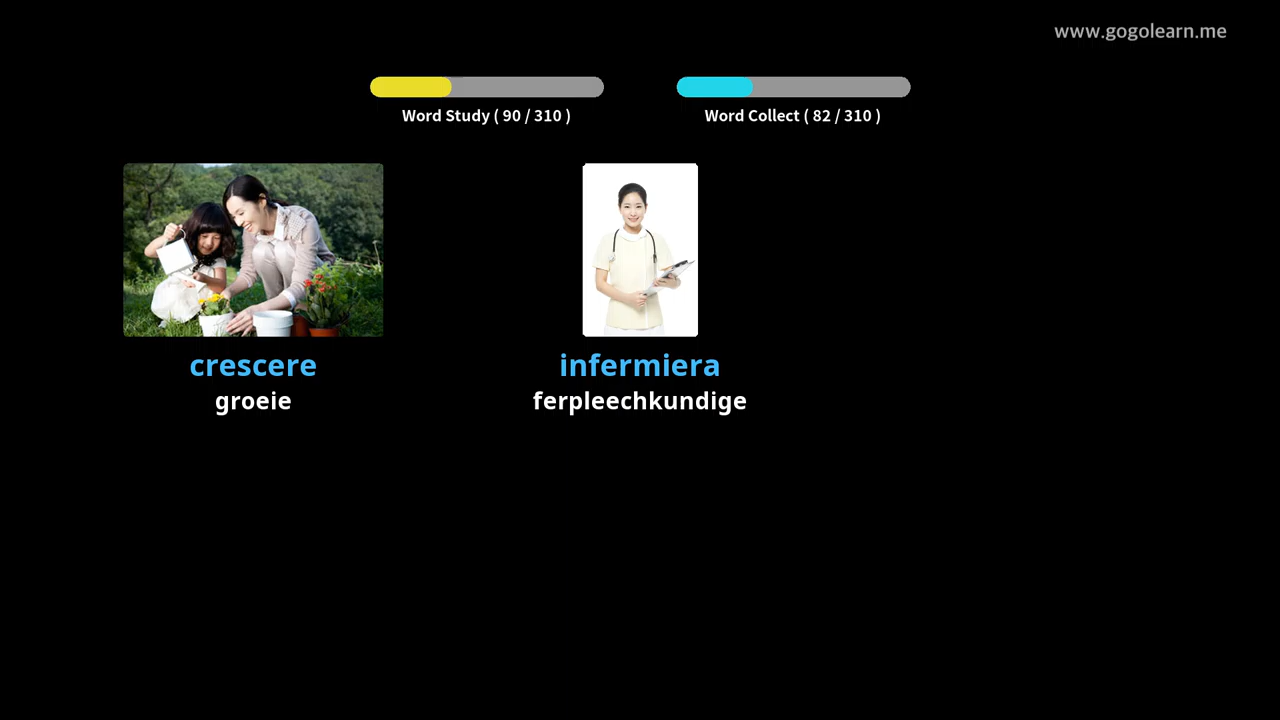 www.gogolearn.me
Word Study ( 90 / 310 )
Word Collect ( 82 / 310 )
crescere
groeie
infermiera
ferpleechkundige